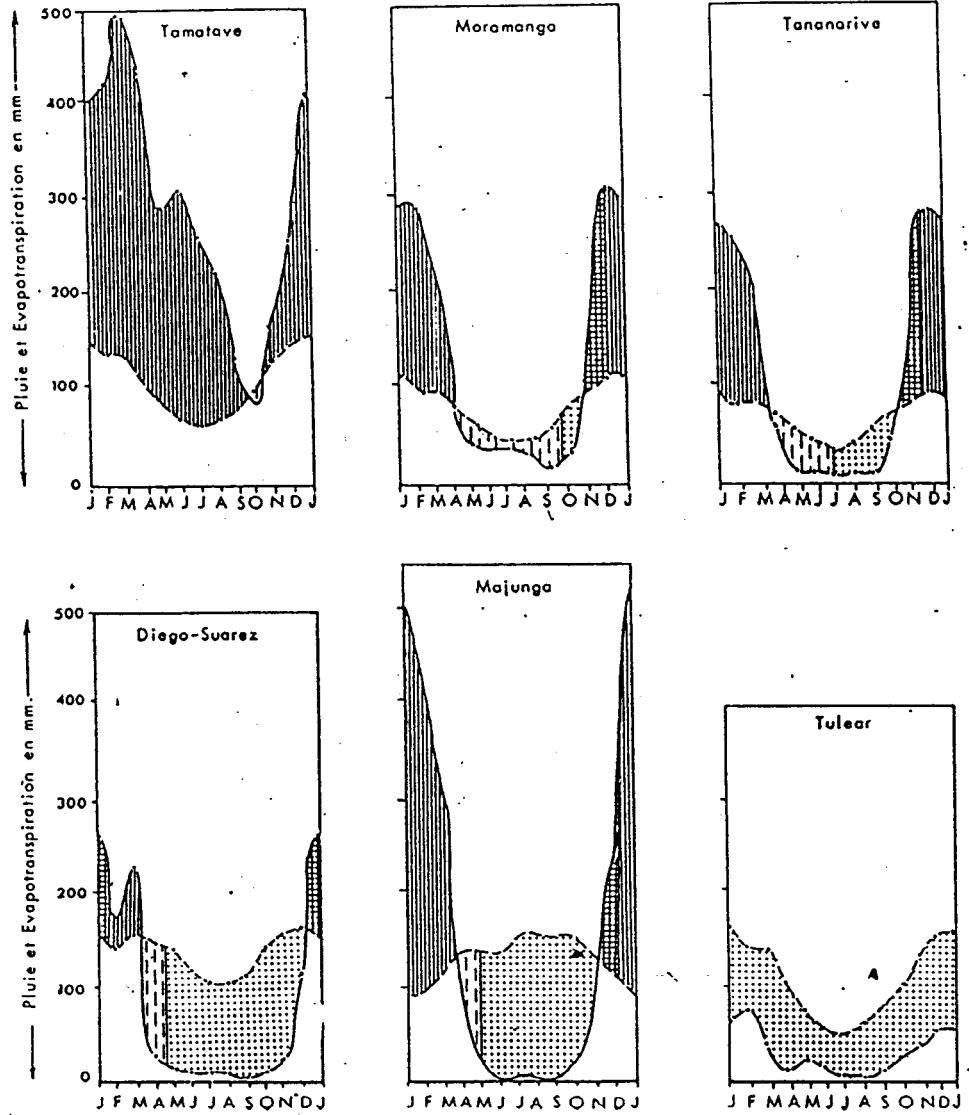 Pluie et Evapotranspiration en mm
500
400
300
200
100
0
Tamatave
J F M A M J J A S O N D J
Moramanga
J F M A M J J A S O N D J
Tananariva
J F M A M J J A S O N D J
Pluie et Evapotranspiration en mm.
500
400
300
200
100
0
Diego-Suarez
J F M A M J J A S O N D J
Majunga
J F M A M J J A S O N D J
Tulear
A
J F M A M J J A S O N D J